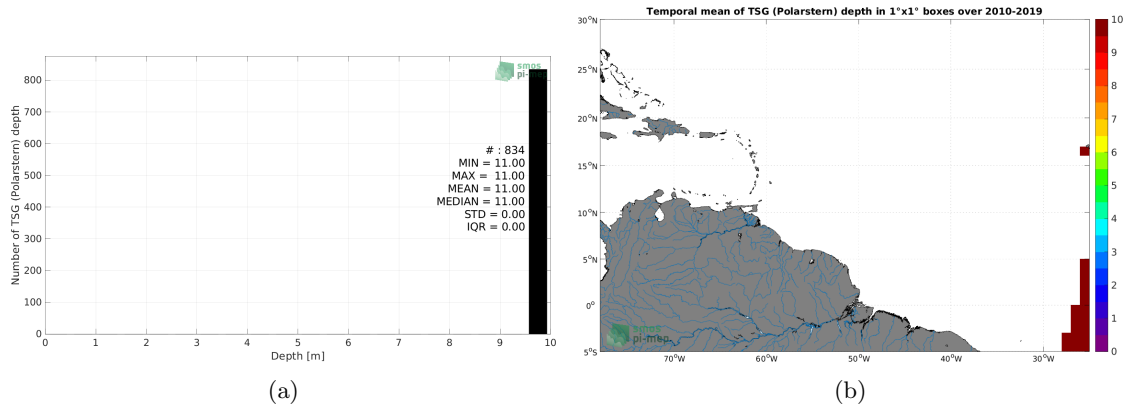 smos
pi-mep
Number of TSG (Polarstern) depth
800
700
600
500
400
300
200
100
0
# : 834
MIN = 11.00
MAX = 11.00
MEAN = 11.00
MEDIAN = 11.00
STD = 0.00
IQR = 0.00
0 1 2 3 4 5 6 7 8 9 10
Depth [m]
(a)
Temporal mean of TSG (Polarstern) depth in 1°x1° boxes over 2010-2019
30°N
25°N
20°N
15°N
10°N
5°N
0°
5°S
70°W 60°W 50°W 40°W 30°W
smos
pi-mep
10
9
8
7
6
5
4
3
2
1
0
(b)